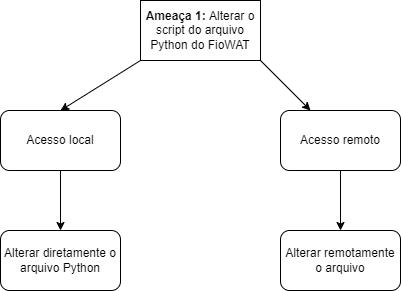 Ameaça 1: Alterar o
script do arquivo
Python do FioWAT
Acesso local
Acesso remoto
Alterar diretamente o
arquivo Python
Alterar remotamente
o arquivo